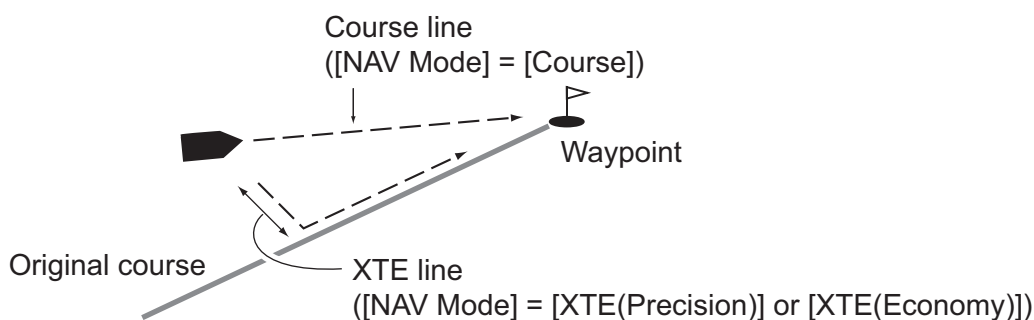 Course line
([NAV Mode] = [Course])
Waypoint
Original course
XTE line
([NAV Mode] = [XTE(Precision)] or [XTE(Economy)])